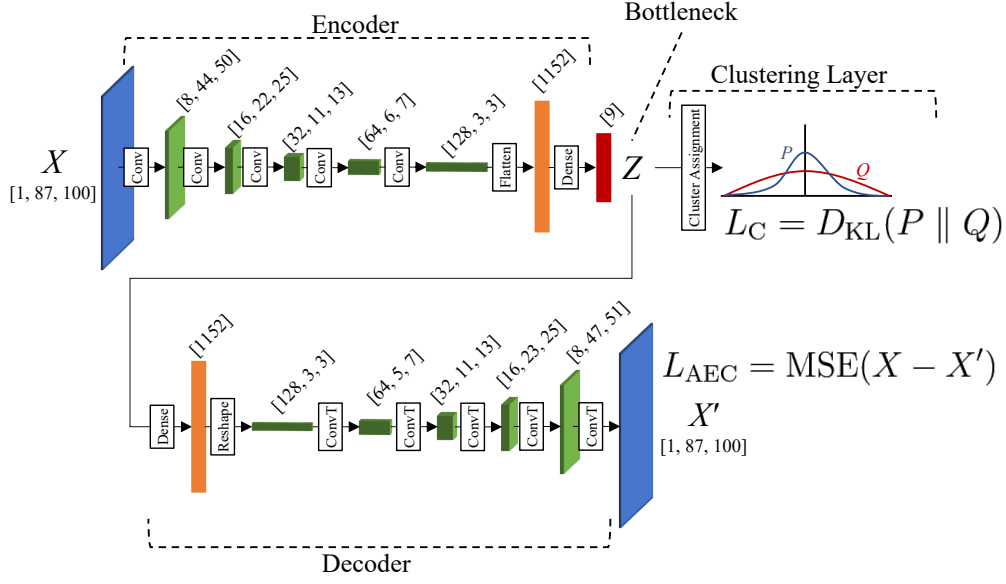 Bottleneck
Encoder
Clustering Layer
[8, 44, 50]
[16, 22, 25]
[32, 11, 13]
[64, 6, 7]
[128, 3, 3]
[1152]
[9]
X
[1, 87, 100]
Conv
Conv
Conv
Conv
Conv
Flatten
Dense
Z
Cluster Assignment
P
Q
L_C = D_KL(P ∥ Q)
[1152]
[128, 3, 3]
[64, 5, 7]
[32, 11, 13]
[16, 23, 25]
[8, 47, 51]
Dense
Reshape
ConvT
ConvT
ConvT
ConvT
ConvT
L_AEC = MSE(X − X′)
X′
[1, 87, 100]
Decoder